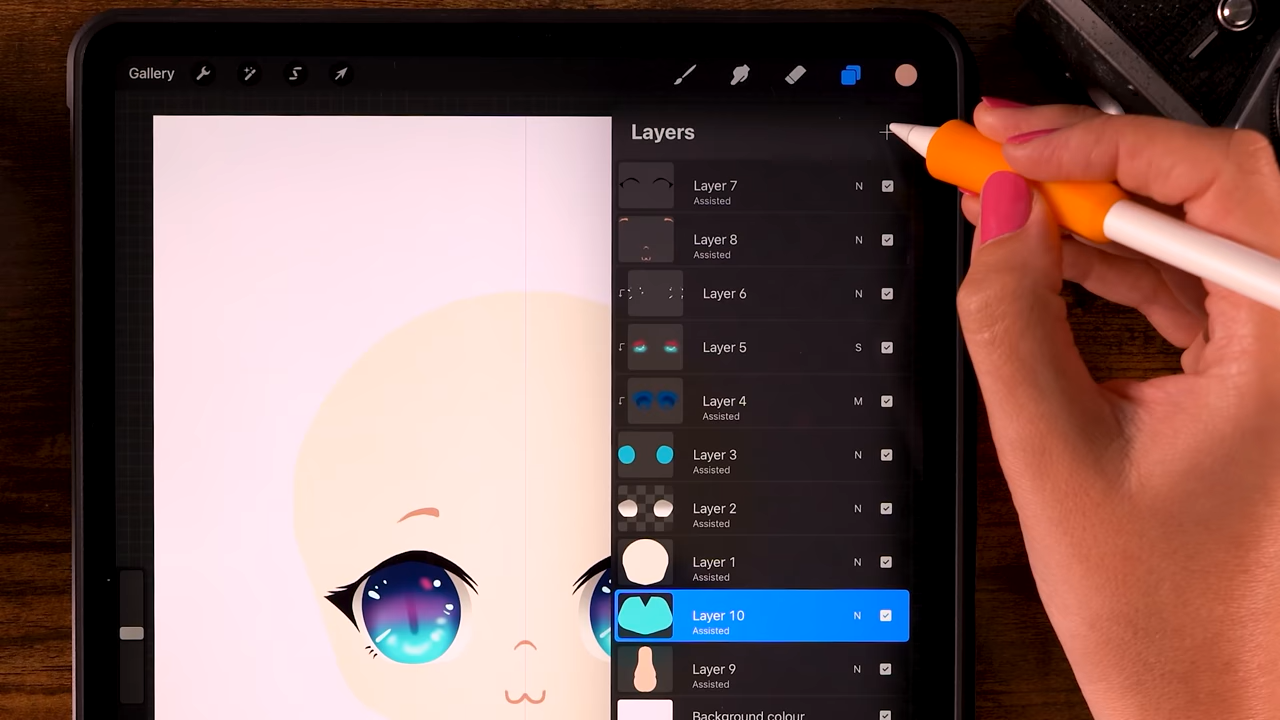 Gallery
Layers
Layer 7 N
Assisted
Layer 8 N
Assisted
Layer 6 N
Layer 5 S
Layer 4 M
Assisted
Layer 3 N
Assisted
Layer 2 N
Assisted
Layer 1 N
Assisted
Layer 10 N
Assisted
Layer 9 N
Assisted
Background colour